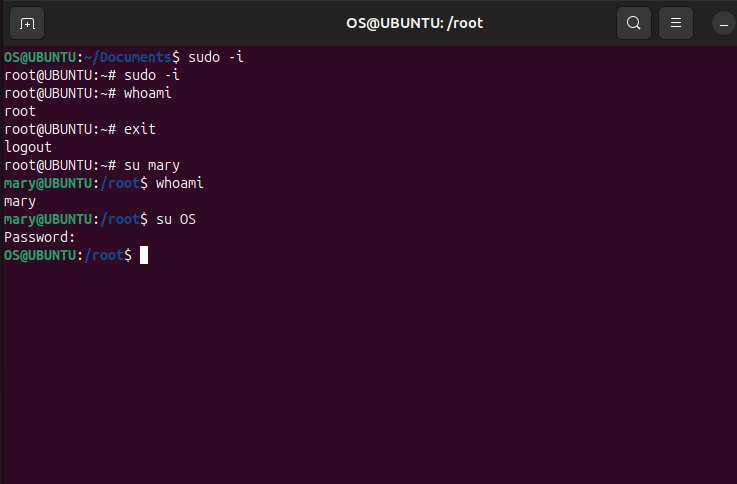 OS@UBUNTU: /root
OS@UBUNTU:~/Documents$ sudo -i
root@UBUNTU:~# sudo -i
root@UBUNTU:~# whoami
root
root@UBUNTU:~# exit
logout
root@UBUNTU:~# su mary
mary@UBUNTU:/root$ whoami
mary
mary@UBUNTU:/root$ su OS
Password:
OS@UBUNTU:/root$